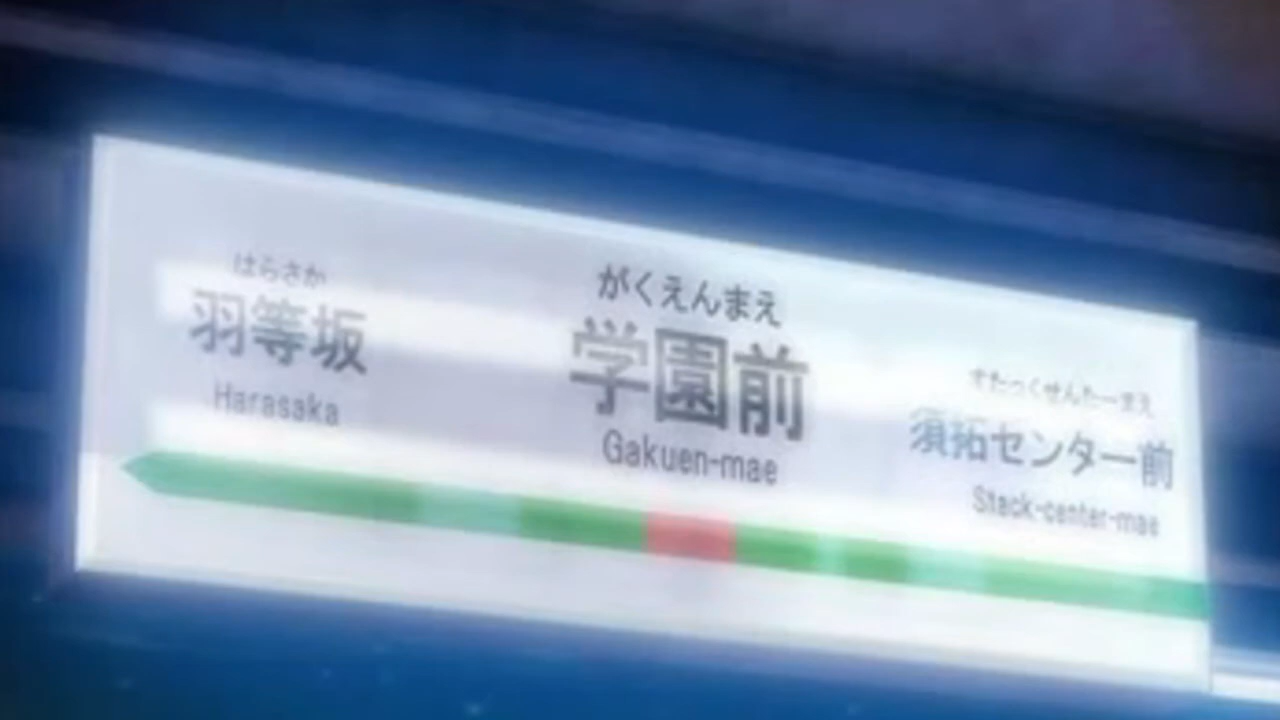 はらさか
羽等坂
Harasaka
がくえんまえ
学園前
Gakuen-mae
すたっくせんたーまえ
須拓センター前
Stack-center-mae